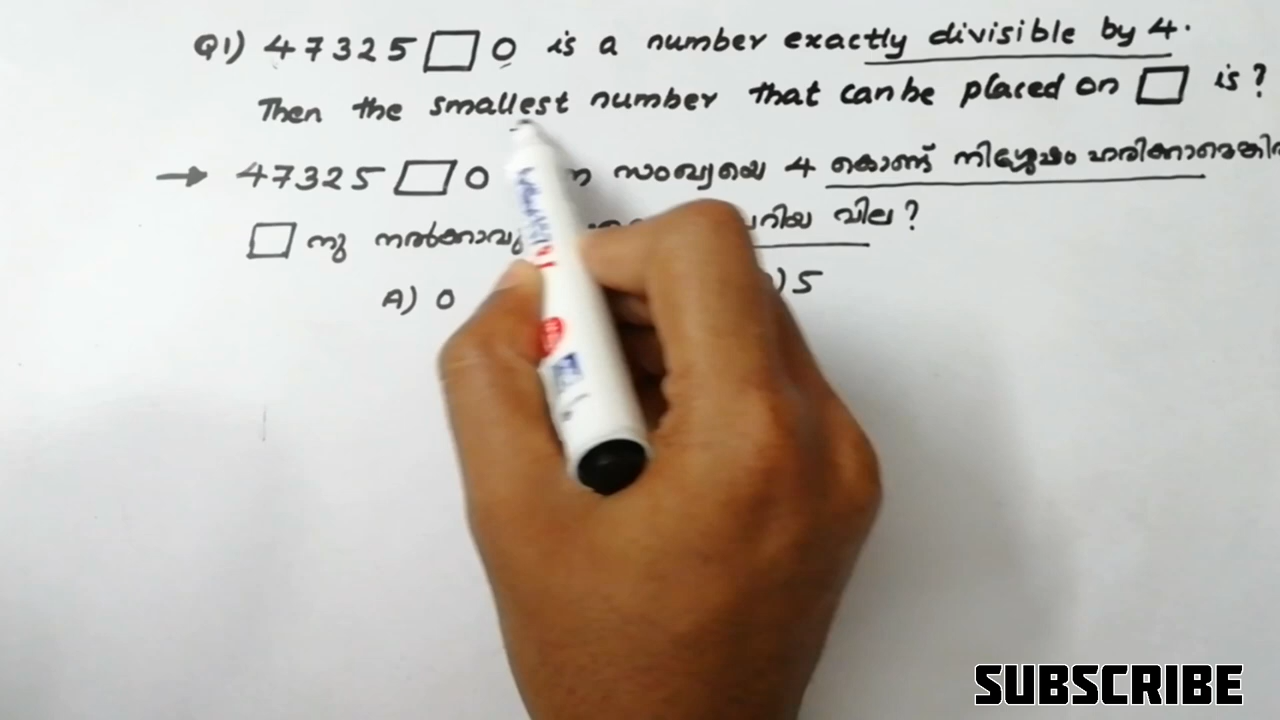 Q1) 47325□0 is a number exactly divisible by 4.
Then the smallest number that can be placed on □ is?
→ 47325□0 സംഖ്യയെ 4 കൊണ്ട് നിശ്ശേഷം
□ നു വില?
A) 0 5
SUBSCRIBE